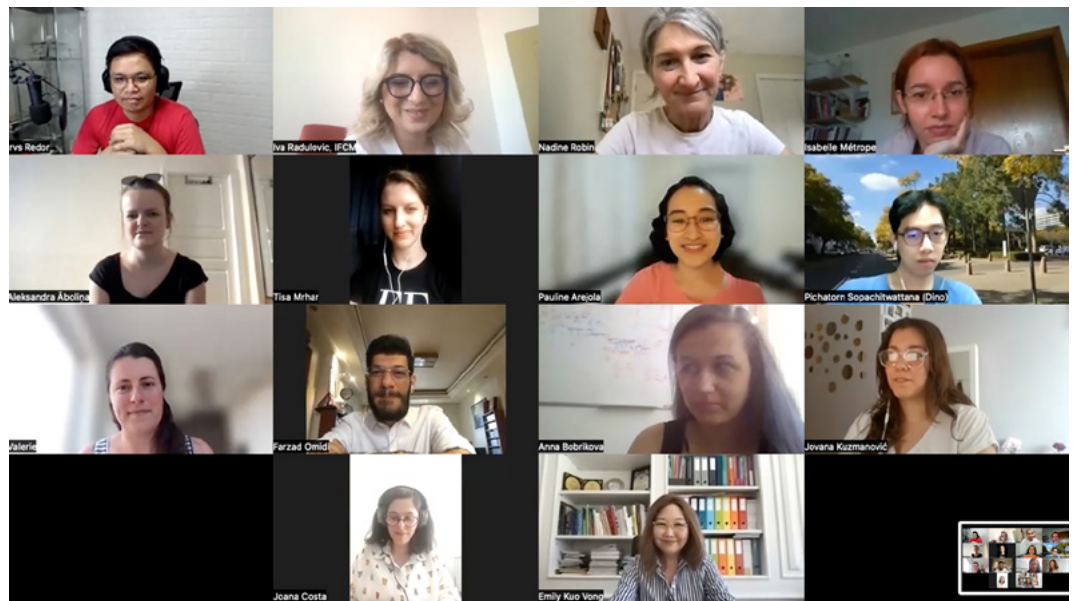 rvs Redor
Iva Radulovic, IFCM
Nadine Robin
Isabelle Métrope
Aleksandra Āboliņa
Tisa Mrhar
Pauline Arejola
Pichatorn Sopachitwattana (Dino)
Valerie
Farzad Omidi
Anna Bobrikova
Jovana Kuzmanović
Joana Costa
Emily Kuo Vong